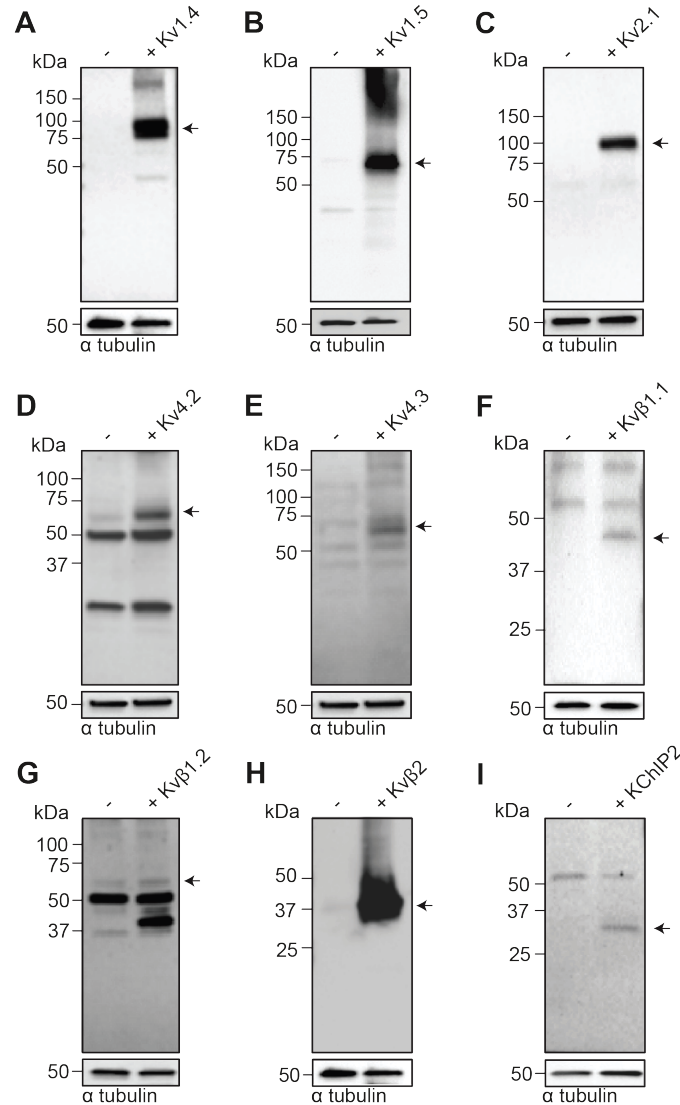 A
- + Kv1.4
kDa
150
100
75
50
50
α tubulin
B
- + Kv1.5
kDa
150
100
75
50
50
α tubulin
C
- + Kv2.1
kDa
150
100
75
50
50
α tubulin
D
- + Kv4.2
kDa
100
75
50
37
50
α tubulin
E
- + Kv4.3
kDa
150
100
75
50
50
α tubulin
F
- + Kvβ1.1
kDa
50
37
25
50
α tubulin
G
- + Kvβ1.2
kDa
100
75
50
37
50
α tubulin
H
- + Kvβ2
kDa
50
37
25
50
α tubulin
I
- + KChIP2
kDa
50
37
25
50
α tubulin